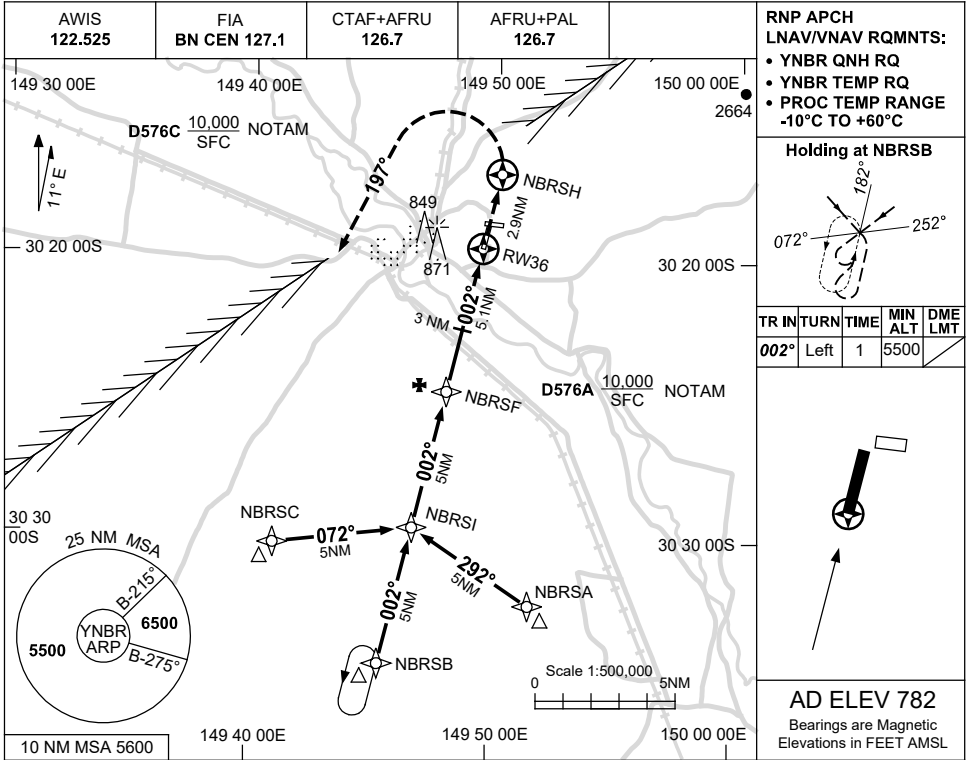 AWIS
122.525
FIA
BN CEN 127.1
CTAF+AFRU
126.7
AFRU+PAL
126.7
RNP APCH
LNAV/VNAV RQMNTS:
• YNBR QNH RQ
• YNBR TEMP RQ
• PROC TEMP RANGE
-10°C TO +60°C
149 30 00E
149 40 00E
149 50 00E
150 00 00E
2664
D576C 10,000 NOTAM
SFC
11° E
197°
NBRSH
849
2.9NM
871
RW36
30 20 00S
30 20 00S
002°
5.1NM
3 NM
D576A 10,000 NOTAM
SFC
NBRSF
002°
5NM
30 30
00S
NBRSC
072°
5NM
NBRSI
30 30 00S
292°
5NM
NBRSA
002°
5NM
NBRSB
25 NM MSA
B-215°
YNBR
ARP
5500
6500
B-275°
Scale 1:500,000
0
5NM
10 NM MSA 5600
149 40 00E
149 50 00E
150 00 00E
Holding at NBRSB
182°
072°
252°
TR IN TURN TIME MIN ALT DME LMT
002° Left 1 5500
AD ELEV 782
Bearings are Magnetic
Elevations in FEET AMSL